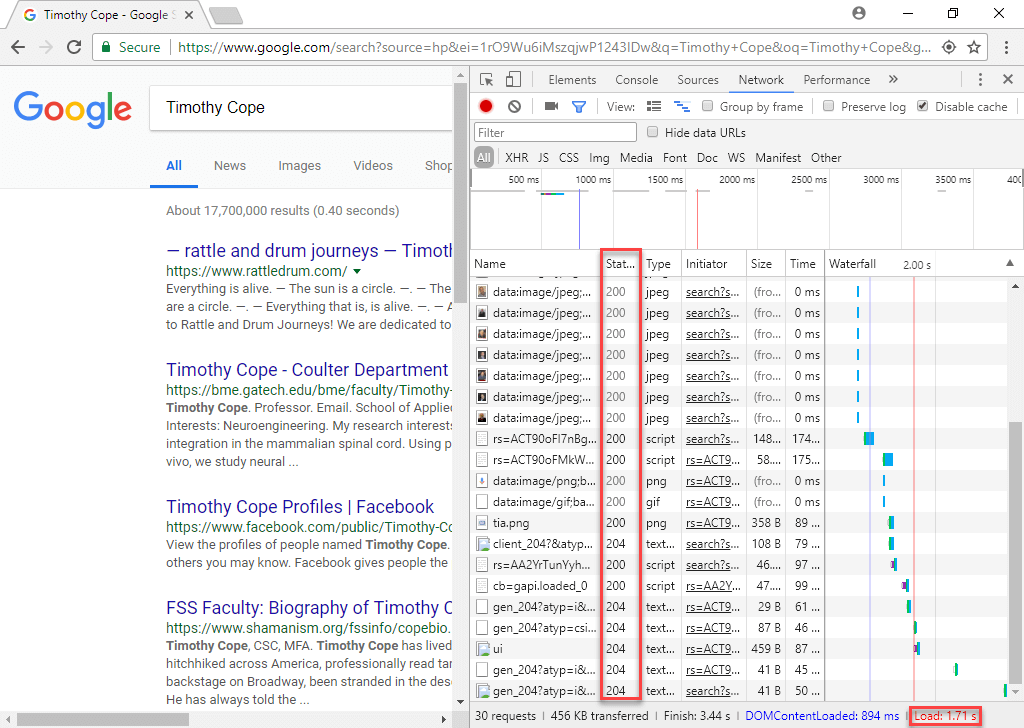 Timothy Cope - Google S
Secure
https://www.google.com/search?source=hp&ei=1rO9Wu6iMszqjwP1243IDw&q=Timothy+Cope&oq=Timothy+Cope&g...
Google
Timothy Cope
All News Images Videos Shop
About 17,700,000 results (0.40 seconds)
— rattle and drum journeys — Timoth
https://www.rattledrum.com/
Everything is alive. — The sun is a circle. —. — The
are a circle. —. — Everything that is, is alive. —. — A
to Rattle and Drum Journeys! We are dedicated to
Timothy Cope - Coulter Department
https://bme.gatech.edu/bme/faculty/Timothy-
Timothy Cope. Professor. Email. School of Applied
Interests: Neuroengineering. My research interests
integration in the mammalian spinal cord. Using p
vivo, we study neural ...
Timothy Cope Profiles | Facebook
https://www.facebook.com/public/Timothy-Co
View the profiles of people named Timothy Cope.
others you may know. Facebook gives people the
FSS Faculty: Biography of Timothy C
https://www.shamanism.org/fssinfo/copebio.
Timothy Cope, CSC, MFA. Timothy Cope has lived
hitchhiked across America, professionally read tar
backstage on Broadway, been stranded in the dese
He has always told the ...
Elements Console Sources Network Performance »
View: Group by frame Preserve log Disable cache
Filter Hide data URLs
All XHR JS CSS Img Media Font Doc WS Manifest Other
500 ms 1000 ms 1500 ms 2000 ms 2500 ms 3000 ms 3500 ms 400
Name Stat... Type Initiator Size Time Waterfall 2.00 s
data:image/jpeg;... 200 jpeg search?s... (fro... 0 ms
data:image/jpeg;... 200 jpeg search?s... (fro... 0 ms
data:image/jpeg;... 200 jpeg search?s... (fro... 0 ms
data:image/jpeg;... 200 jpeg search?s... (fro... 0 ms
data:image/jpeg;... 200 jpeg search?s... (fro... 0 ms
data:image/jpeg;... 200 jpeg search?s... (fro... 0 ms
data:image/jpeg;... 200 jpeg search?s... (fro... 0 ms
rs=ACT90oFl7nBg... 200 script search?s... 148... 174...
rs=ACT90oFMkW... 200 script rs=ACT9... 58.... 175...
data:image/png;b... 200 png rs=ACT9... (fro... 0 ms
data:image/gif;ba... 200 gif rs=ACT9... (fro... 0 ms
tia.png 200 png rs=ACT9... 358 B 89 ...
client_204?&atyp... 204 text... search?s... 108 B 79 ...
rs=AA2YrTunYyh... 200 script search?s... 46.... 97 ...
cb=gapi.loaded_0 200 script rs=AA2Y... 47.... 99 ...
gen_204?atyp=i&... 204 text... rs=ACT9... 29 B 61 ...
gen_204?atyp=csi... 204 text... rs=ACT9... 87 B 46 ...
ui 204 text... rs=ACT9... 459 B 87 ...
gen_204?atyp=i&... 204 text... rs=ACT9... 41 B 45 ...
gen_204?atyp=i&... 204 text... search?s... 41 B 50 ...
30 requests | 456 KB transferred | Finish: 3.44 s | DOMContentLoaded: 894 ms | Load: 1.71 s